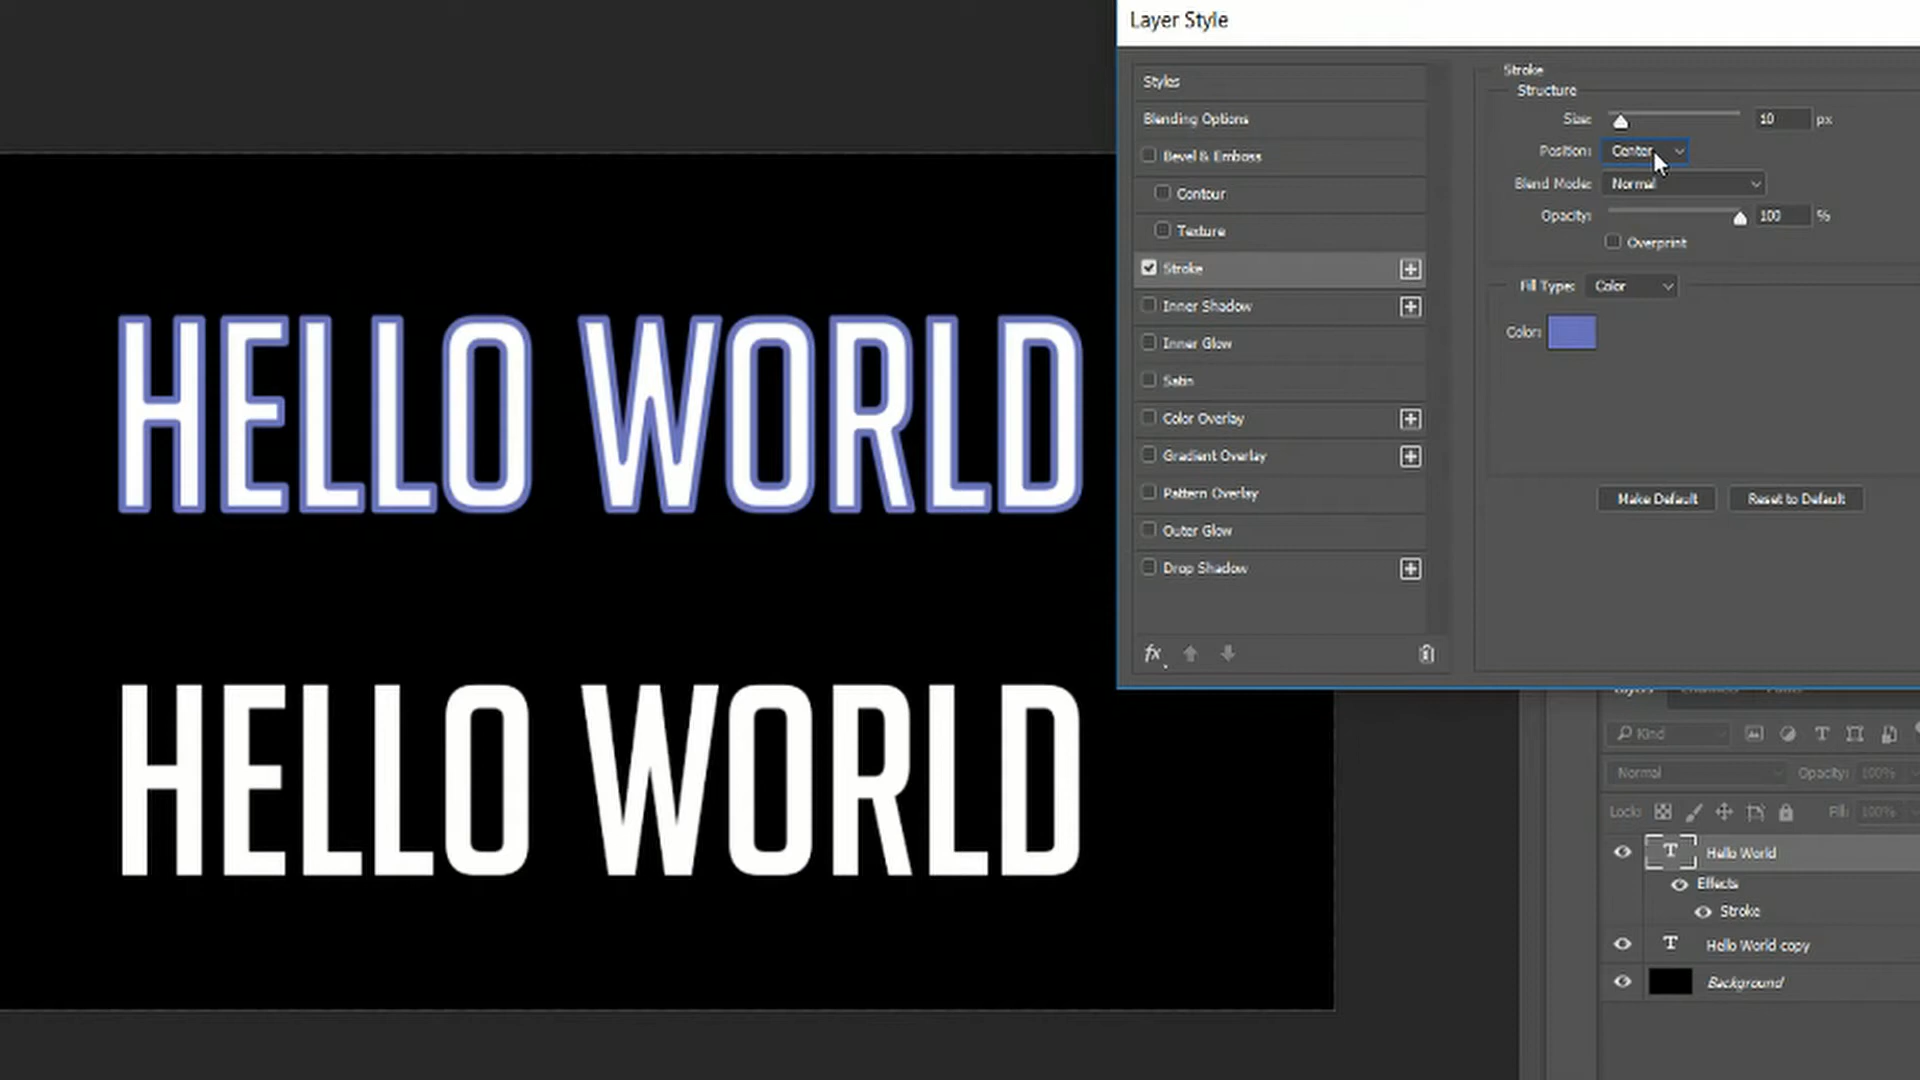 Layer Style
Styles
Blending Options
Bevel & Emboss
Contour
Texture
Stroke
Inner Shadow
Inner Glow
Satin
Color Overlay
Gradient Overlay
Pattern Overlay
Outer Glow
Drop Shadow
fx
Stroke
Structure
Size: 10 px
Position: Center
Blend Mode: Normal
Opacity: 100 %
Overprint
Fill Type: Color
Color:
Make Default Reset to Default
HELLO WORLD
HELLO WORLD
Kind
Normal Opacity: 100%
Lock: Fill: 100%
T Hello World
Effects
Stroke
T Hello World copy
Background